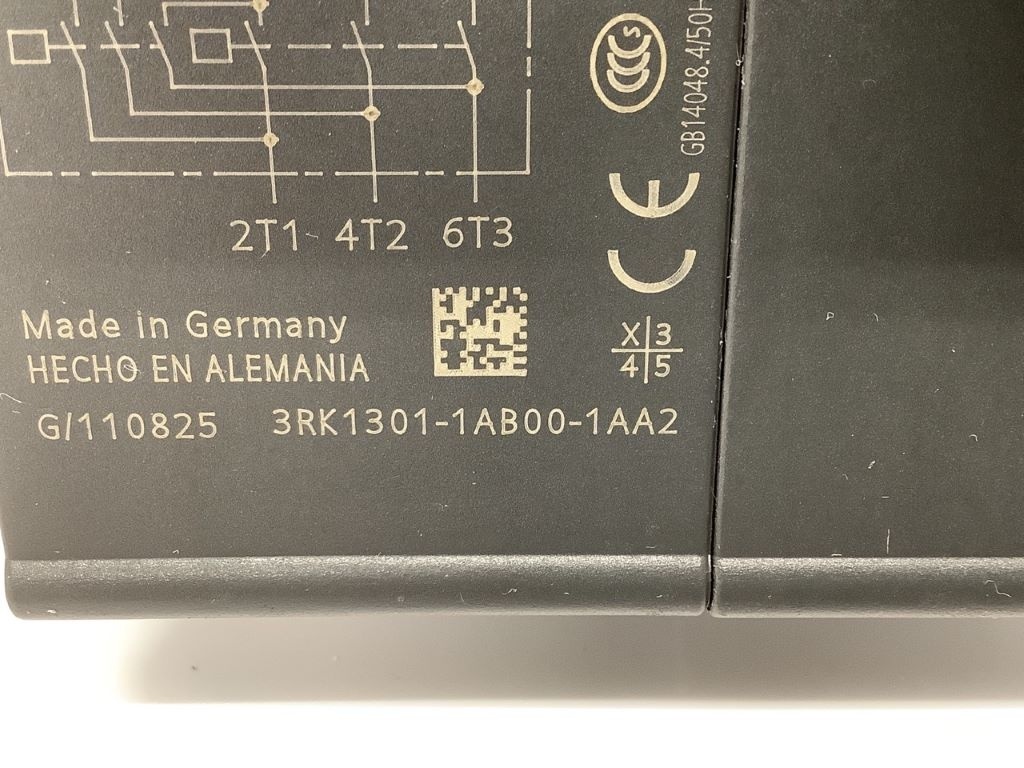 GB14048.4/50H
2T1 4T2 6T3
CE
Made in Germany
HECHO EN ALEMANIA
X 3
4 5
G/110825 3RK1301-1AB00-1AA2